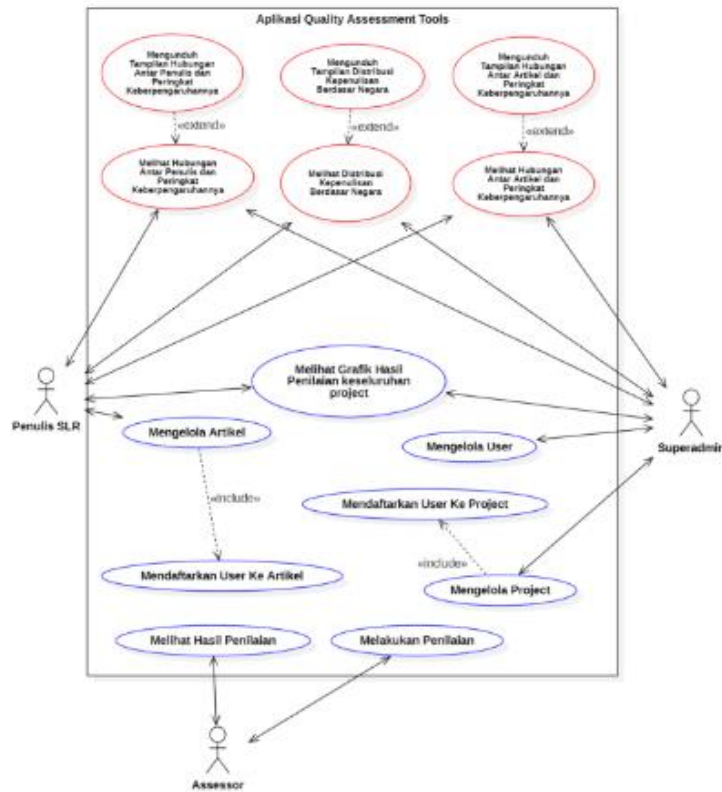 Aplikasi Quality Assessment Tools
Mengunduh
Tampilan Hubungan
Antar Penulis dan
Peringkat
Keberpengaruhannya
Mengunduh
Tampilan Distribusi
Kepenulisan
Berdasar Negara
Mengunduh
Tampilan Hubungan
Antar Artikel dan
Peringkat
Keberpengaruhannya
«extend»
«extend»
«extend»
Melihat Hubungan
Antar Penulis dan
Peringkat
Keberpengaruhannya
Melihat Distribusi
Kepenulisan
Berdasar Negara
Melihat Hubungan
Antar Artikel dan
Peringkat
Keberpengaruhannya
Melihat Grafik Hasil
Penilaian keseluruhan
project
Penulis SLR
Mengelola Artikel
Mengelola User
Superadmin
«include»
Mendaftarkan User Ke Project
«include»
Mendaftarkan User Ke Artikel
Mengelola Project
Melihat Hasil Penilaian
Melakukan Penilaian
Assessor